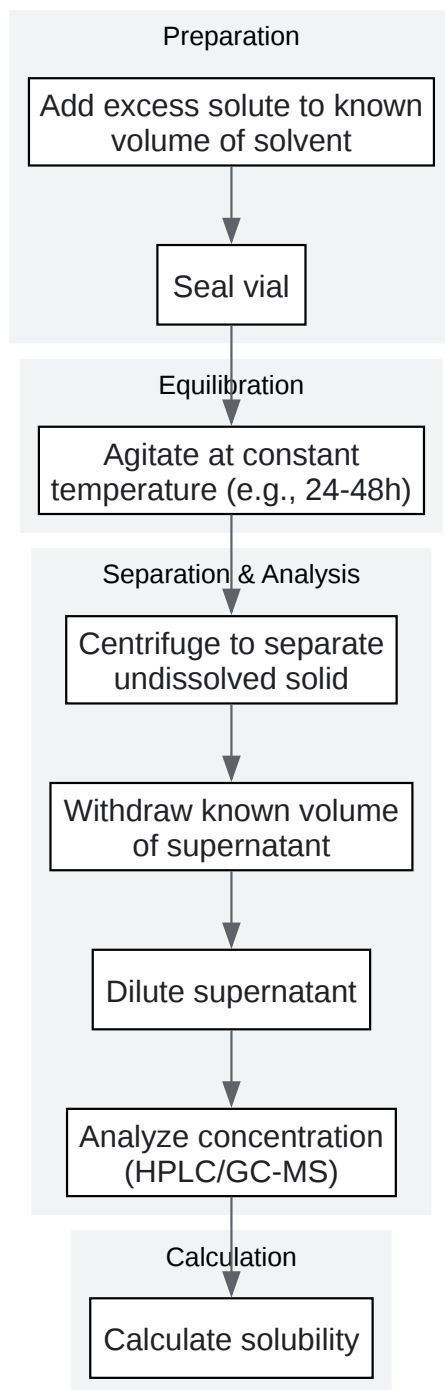 Preparation
Add excess solute to known
volume of solvent
Seal vial
Equilibration
Agitate at constant
temperature (e.g., 24-48h)
Separation & Analysis
Centrifuge to separate
undissolved solid
Withdraw known volume
of supernatant
Dilute supernatant
Analyze concentration
(HPLC/GC-MS)
Calculation
Calculate solubility